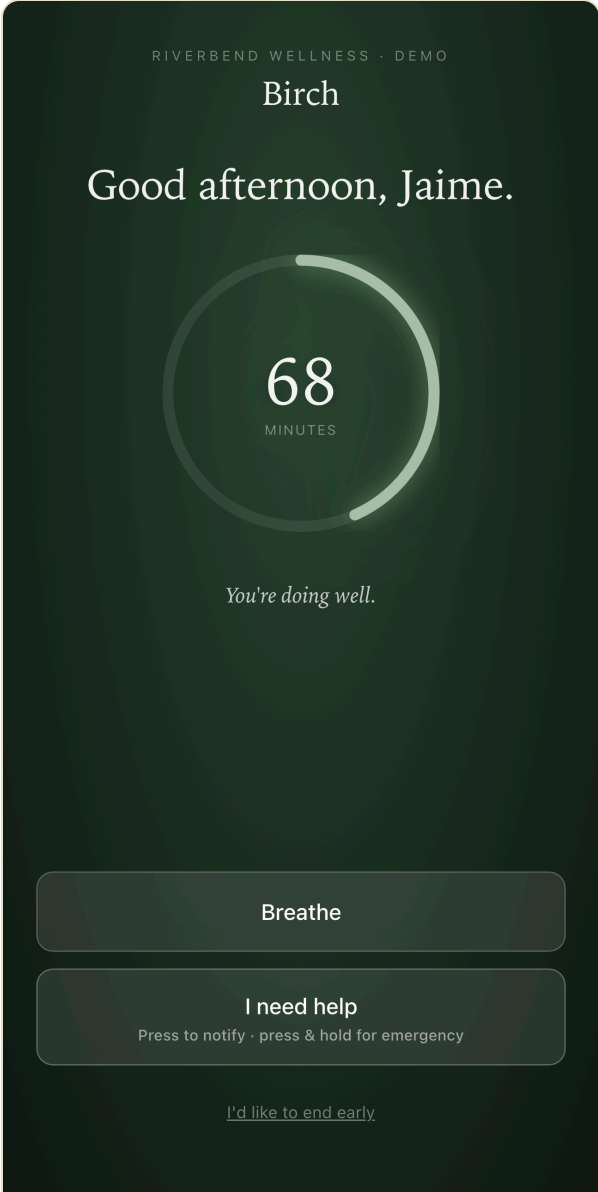 RIVERBEND WELLNESS · DEMO
Birch
Good afternoon, Jaime.
68
MINUTES
You're doing well.
Breathe
I need help
Press to notify · press & hold for emergency
I'd like to end early